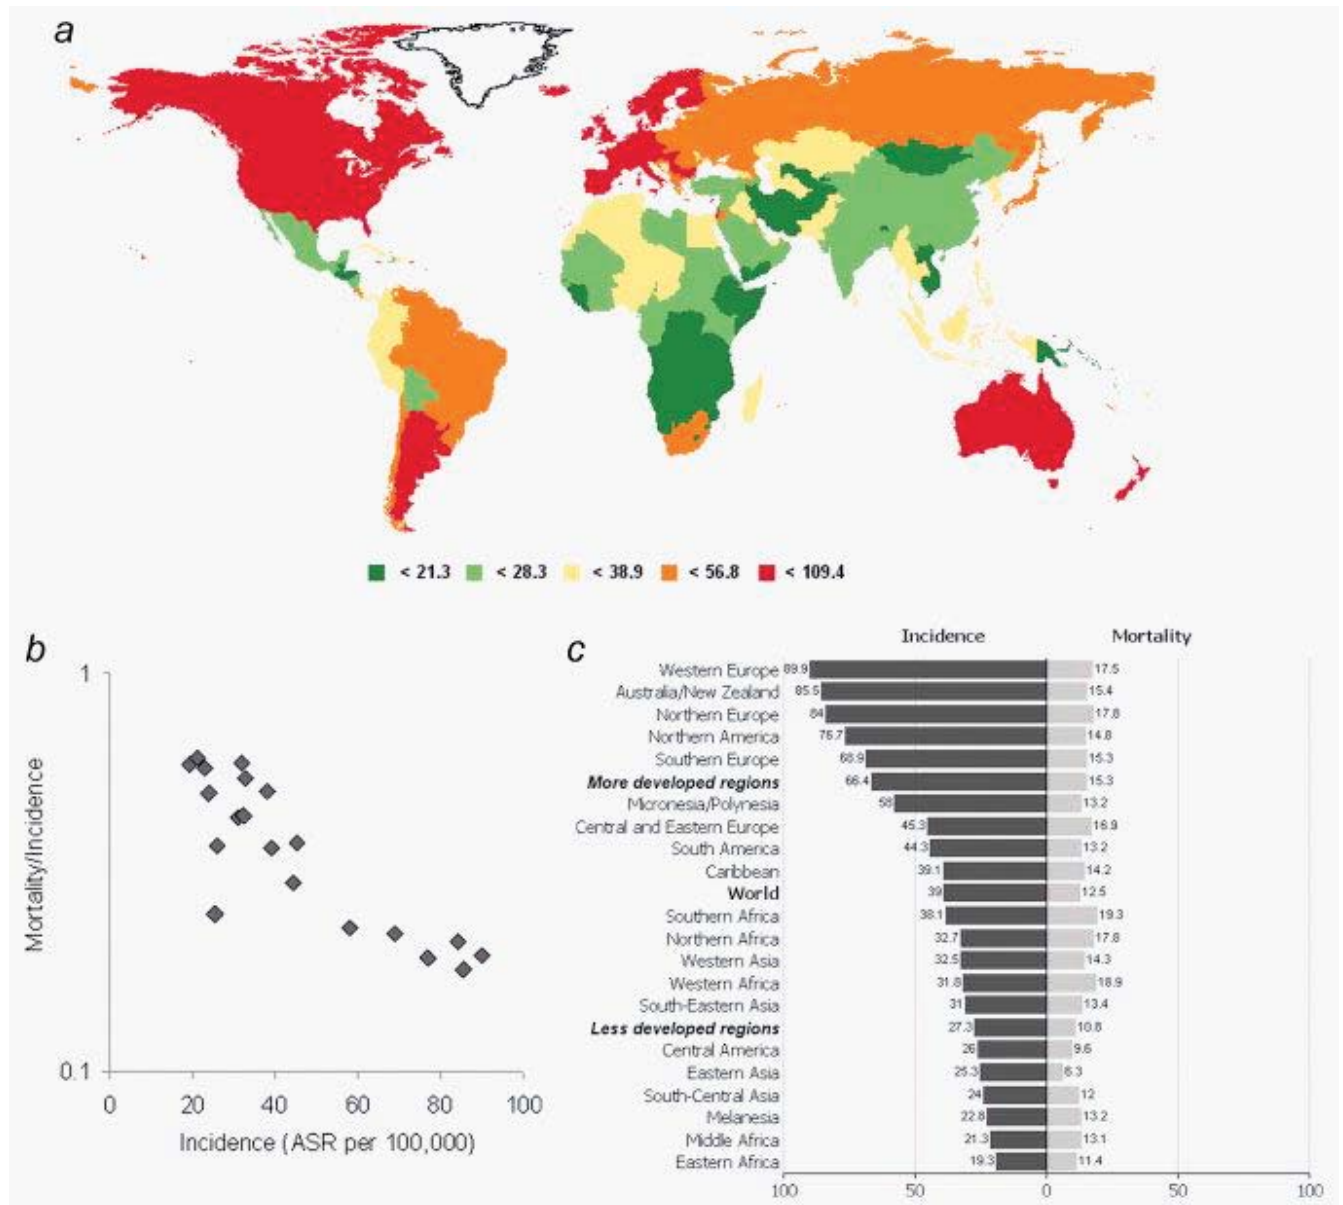 a
< 21.3 < 28.3 < 38.9 < 56.8 < 109.4
b
1
Mortality/Incidence
0.1
0 20 40 60 80 100
Incidence (ASR per 100,000)
c
Incidence Mortality
Western Europe 89.9 17.5
Australia/New Zealand 85.5 15.4
Northern Europe 84 17.8
Northern America 76.7 14.8
Southern Europe 68.9 15.3
More developed regions 66.4 15.3
Micronesia/Polynesia 58 13.2
Central and Eastern Europe 45.3 16.9
South America 44.3 13.2
Caribbean 39.1 14.2
World 39 12.5
Southern Africa 38.1 19.3
Northern Africa 32.7 17.8
Western Asia 32.5 14.3
Western Africa 31.8 18.9
South-Eastern Asia 31 13.4
Less developed regions 27.3 10.8
Central America 26 9.6
Eastern Asia 25.3 6.3
South-Central Asia 24 12
Melanesia 22.8 13.2
Middle Africa 21.3 13.1
Eastern Africa 19.3 11.4
100 50 0 50 100